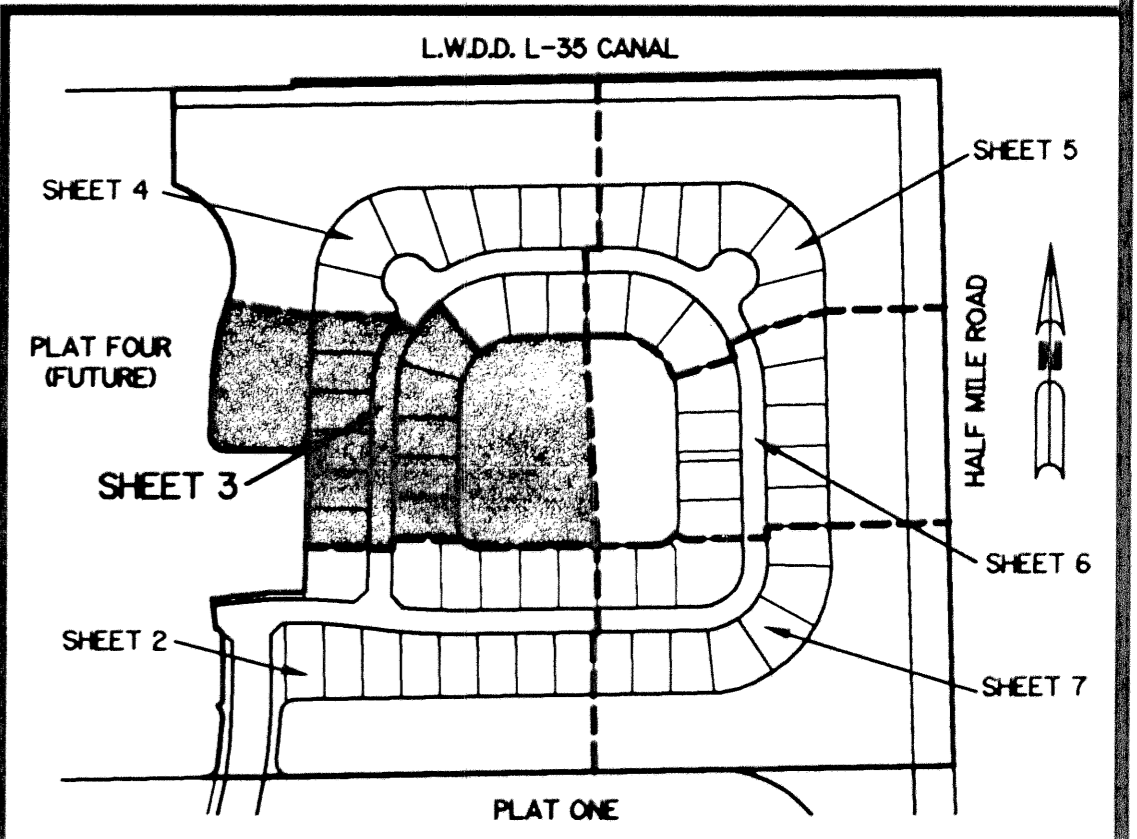 L.W.D.D. L-35 CANAL
SHEET 5
SHEET 4
PLAT FOUR
(FUTURE)
HALF MILE ROAD
N
SHEET 3
SHEET 6
SHEET 2
SHEET 7
PLAT ONE